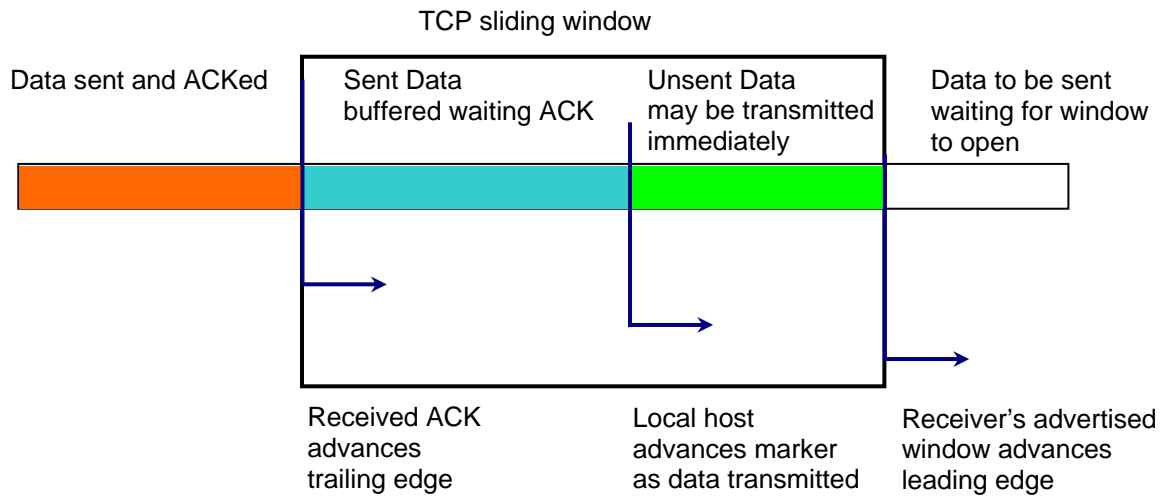 TCP sliding window
Data sent and ACKed
Sent Data
buffered waiting ACK
Unsent Data
may be transmitted
immediately
Data to be sent
waiting for window
to open
Received ACK
advances
trailing edge
Local host
advances marker
as data transmitted
Receiver’s advertised
window advances
leading edge